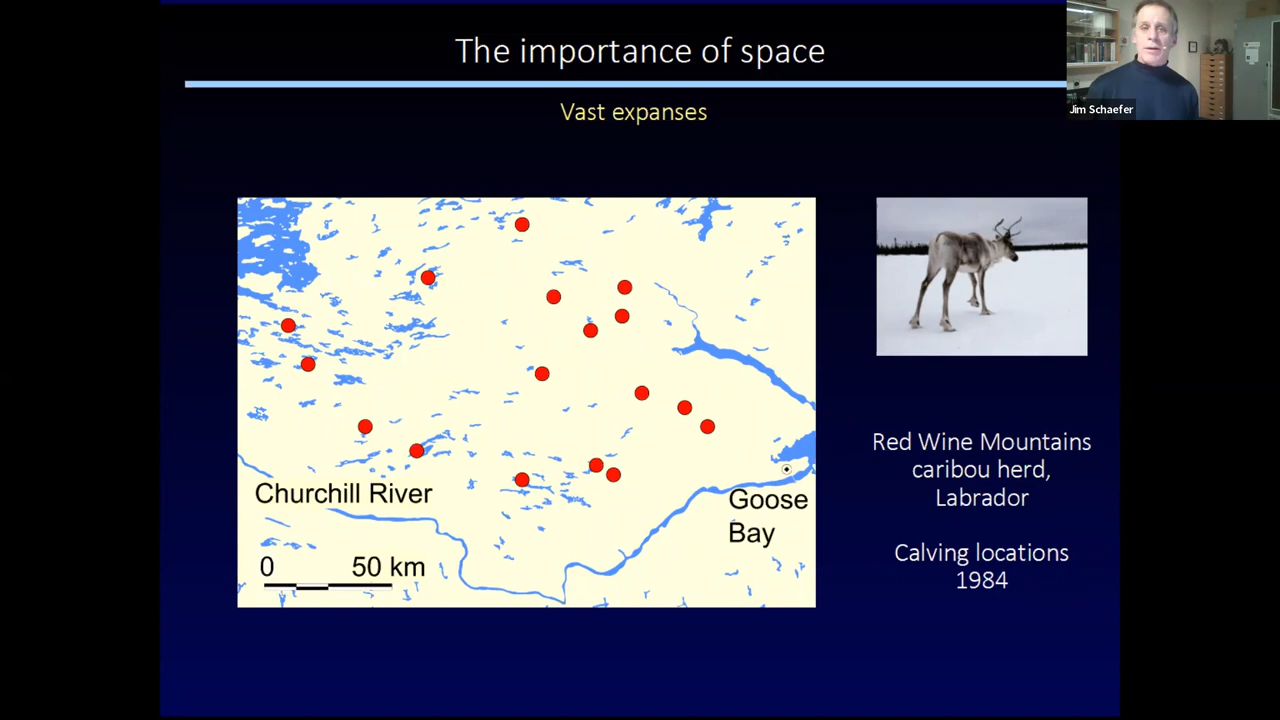 The importance of space
Vast expanses
Jim Schaefer
Churchill River
Goose
Bay
0 50 km
Red Wine Mountains
caribou herd,
Labrador
Calving locations
1984